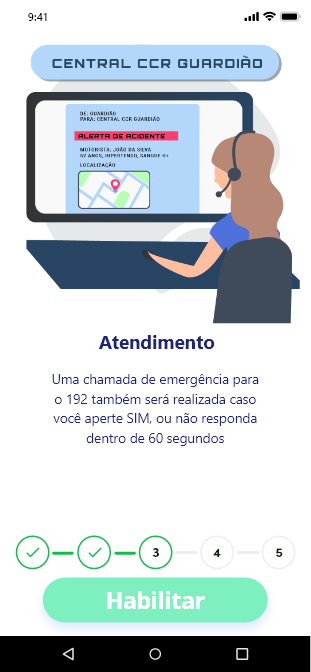 9:41
CENTRAL CCR GUARDIÃO
DE: GUARDIÃO
PARA: CENTRAL CCR GUARDIÃO
ALERTA DE ACIDENTE
MOTORISTA: JOÃO DA SILVA
52 ANOS, HIPERTENSO, SANGUE O+
LOCALIZAÇÃO
Atendimento
Uma chamada de emergência para
o 192 também será realizada caso
você aperte SIM, ou não responda
dentro de 60 segundos
3 4 5
Habilitar